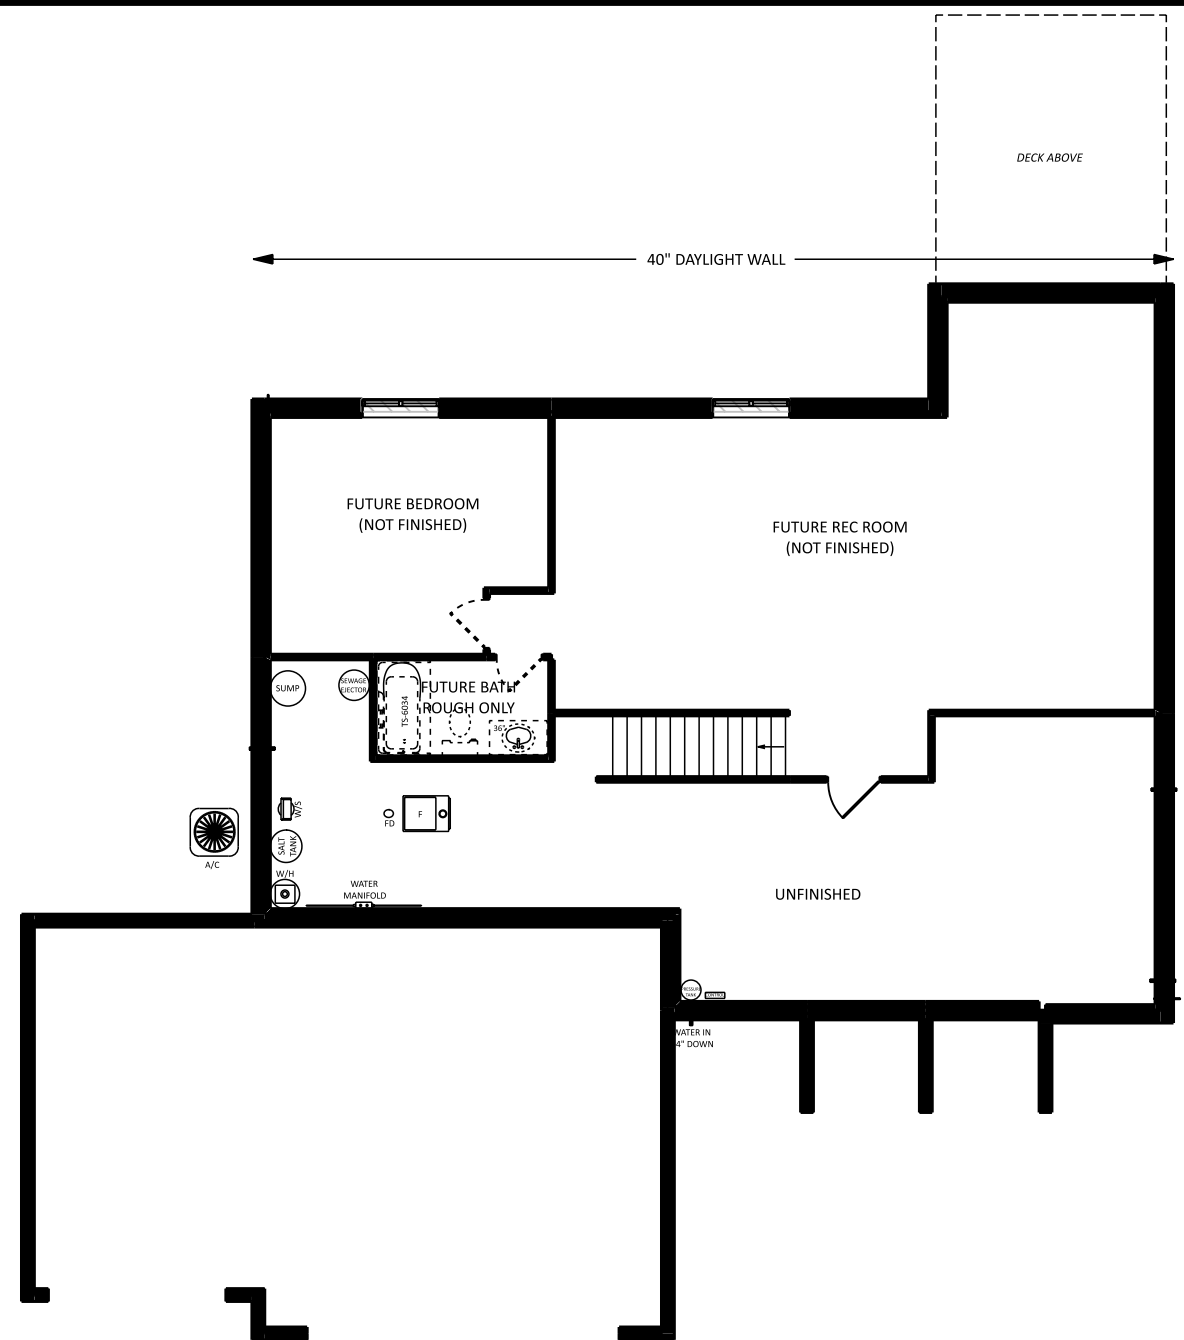 DECK ABOVE
40" DAYLIGHT WALL
FUTURE BEDROOM
(NOT FINISHED)
FUTURE REC ROOM
(NOT FINISHED)
SUMP
SEWAGE
EJECTOR
TS-6034
FUTURE BATH
ROUGH ONLY
36"
W/S
FD
F
SALT
TANK
A/C
W/H
WATER
MANIFOLD
UNFINISHED
TANK
WATER IN
4" DOWN